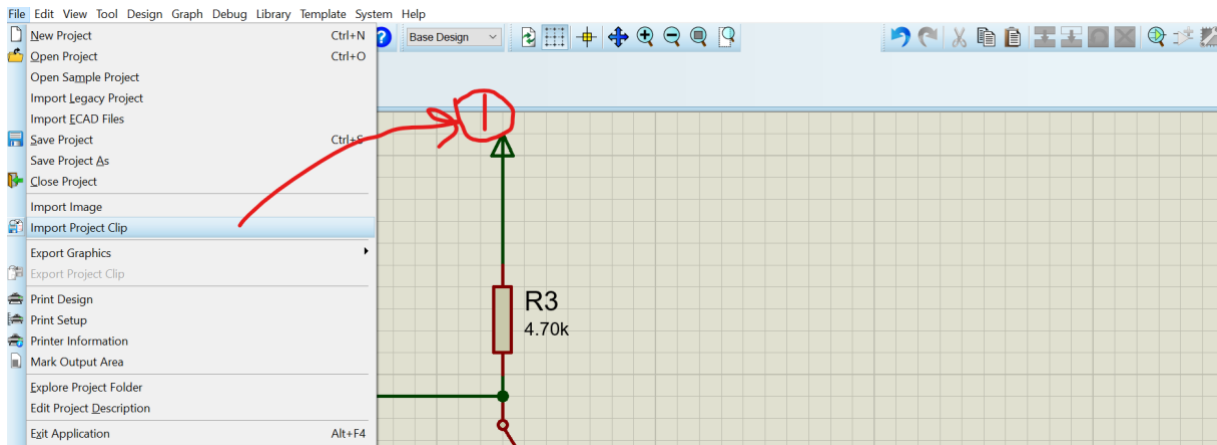 File Edit View Tool Design Graph Debug Library Template System Help
New Project Ctrl+N
Base Design
Open Project Ctrl+O
Open Sample Project
Import Legacy Project
Import ECAD Files
Save Project Ctrl+S
Save Project As
Close Project
Import Image
Import Project Clip
Export Graphics
Export Project Clip
Print Design
Print Setup
Printer Information
Mark Output Area
Explore Project Folder
Edit Project Description
Exit Application Alt+F4
1
R3
4.70k